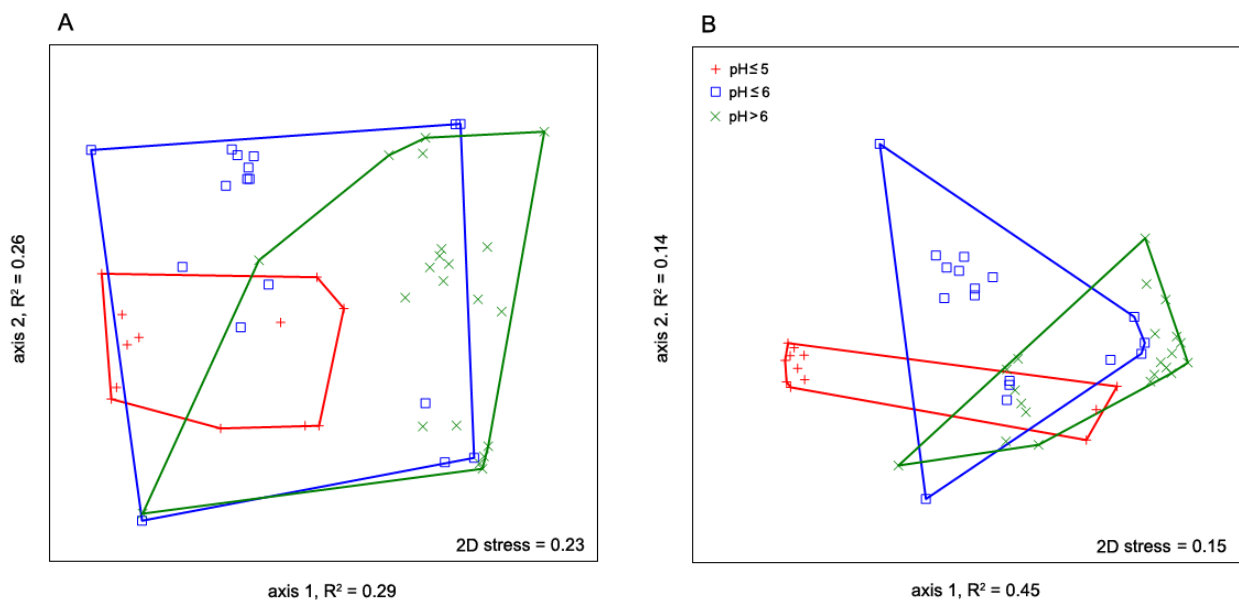 A
axis 2, R² = 0.26
2D stress = 0.23
axis 1, R² = 0.29
B
pH ≤ 5
pH ≤ 6
pH > 6
axis 2. R² = 0.14
2D stress = 0.15
axis 1, R² = 0.45